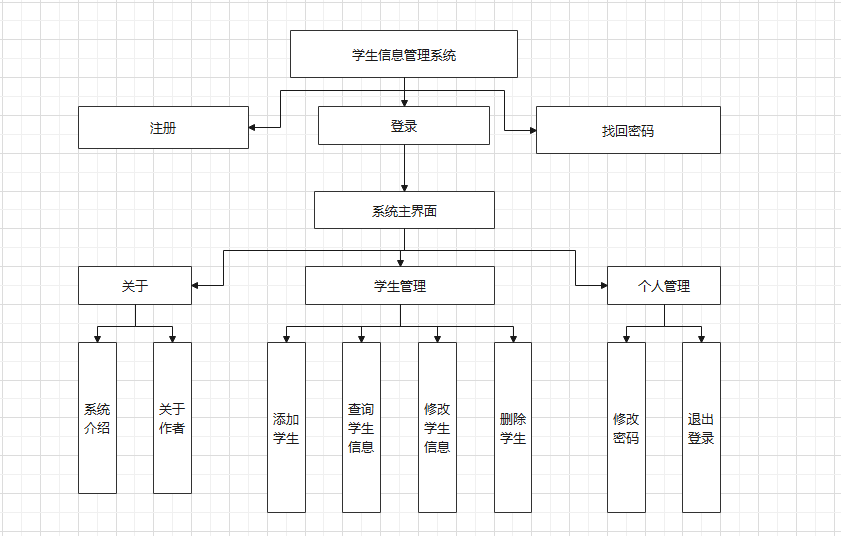 学生信息管理系统
注册
登录
找回密码
系统主界面
关于
学生管理
个人管理
系统
介绍
关于
作者
添加
学生
查询
学生
信息
修改
学生
信息
删除
学生
修改
密码
退出
登录